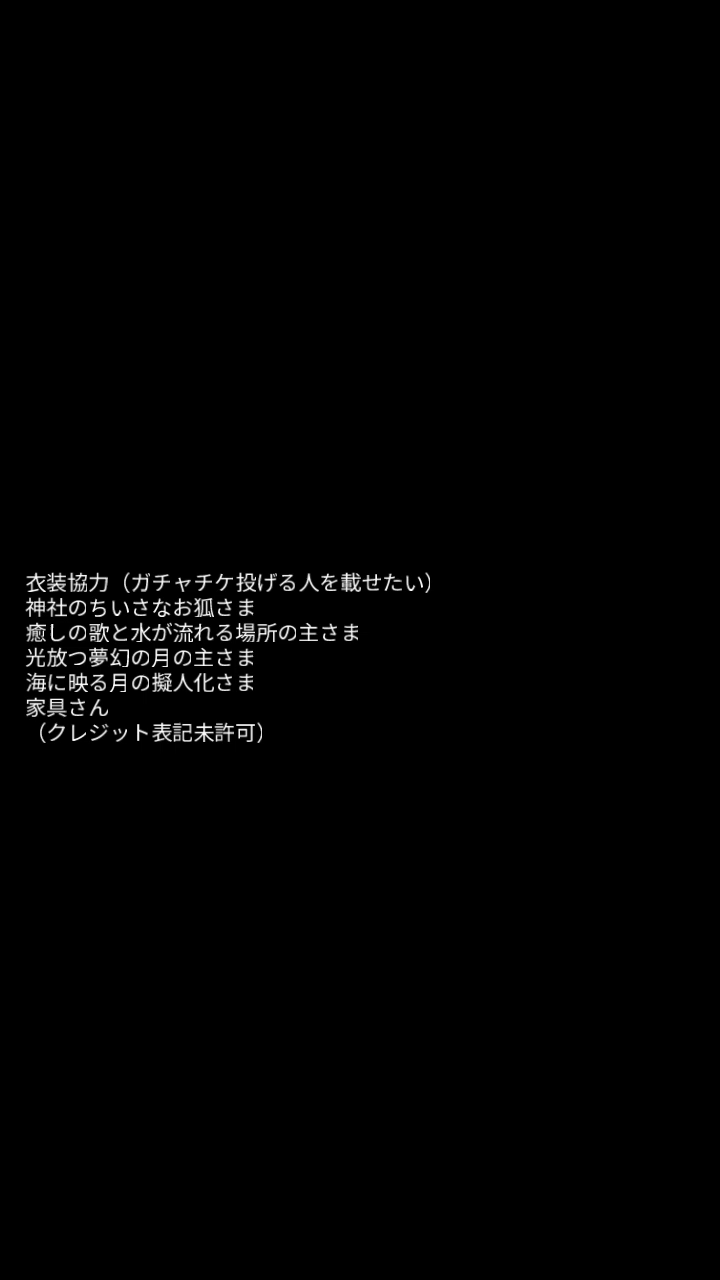 衣装協力（ガチャチケ投げる人を載せたい）
神社のちいさなお狐さま
癒しの歌と水が流れる場所の主さま
光放つ夢幻の月の主さま
海に映る月の擬人化さま
家具さん
（クレジット表記未許可）